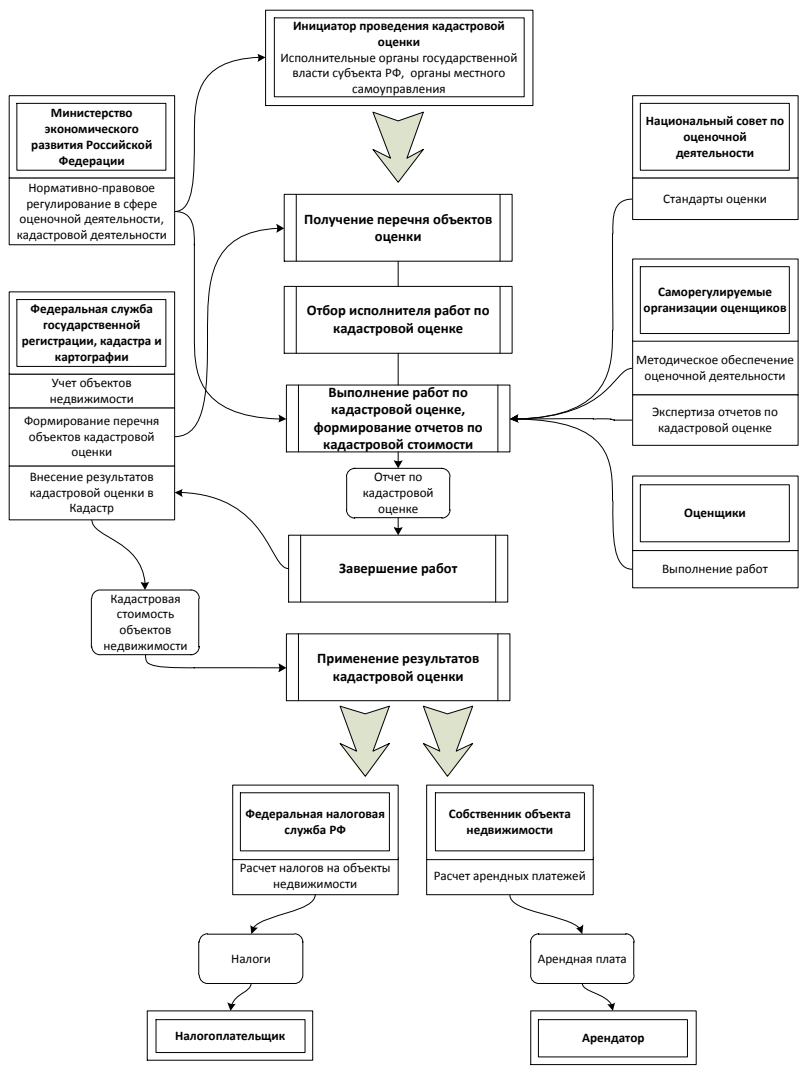 Инициатор проведения кадастровой
оценки
Исполнительные органы государственной
власти субъекта РФ, органы местного
самоуправления
Министерство
экономического
развития Российской
Федерации
Нормативно-правовое
регулирование в сфере
оценочной деятельности,
кадастровой деятельности
Национальный совет по
оценочной
деятельности
Стандарты оценки
Получение перечня объектов
оценки
Отбор исполнителя работ по
кадастровой оценке
Федеральная служба
государственной
регистрации, кадастра и
картографии
Учет объектов
недвижимости
Формирование перечня
объектов кадастровой
оценки
Внесение результатов
кадастровой оценки в
Кадастр
Саморегулируемые
организации оценщиков
Методическое обеспечение
оценочной деятельности
Экспертиза отчетов по
кадастровой оценке
Выполнение работ по
кадастровой оценке,
формирование отчетов по
кадастровой стоимости
Отчет по
кадастровой
оценке
Оценщики
Выполнение работ
Завершение работ
Кадастровая
стоимость
объектов
недвижимости
Применение результатов
кадастровой оценки
Федеральная налоговая
служба РФ
Расчет налогов на объекты
недвижимости
Собственник объекта
недвижимости
Расчет арендных платежей
Налоги
Арендная плата
Налогоплательщик
Арендатор